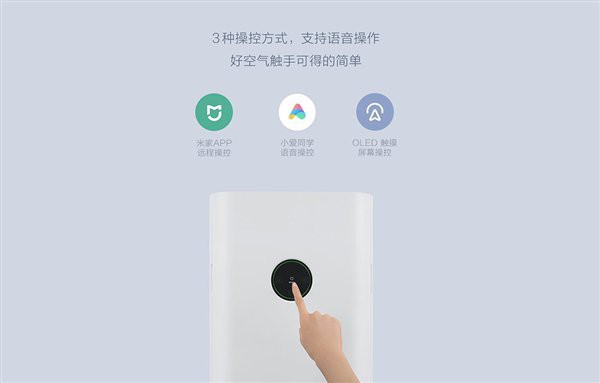 3种操控方式，支持语音操作
好空气触手可得的简单
米家APP
远程操控
小爱同学
语音操控
OLED 触摸
屏幕操控